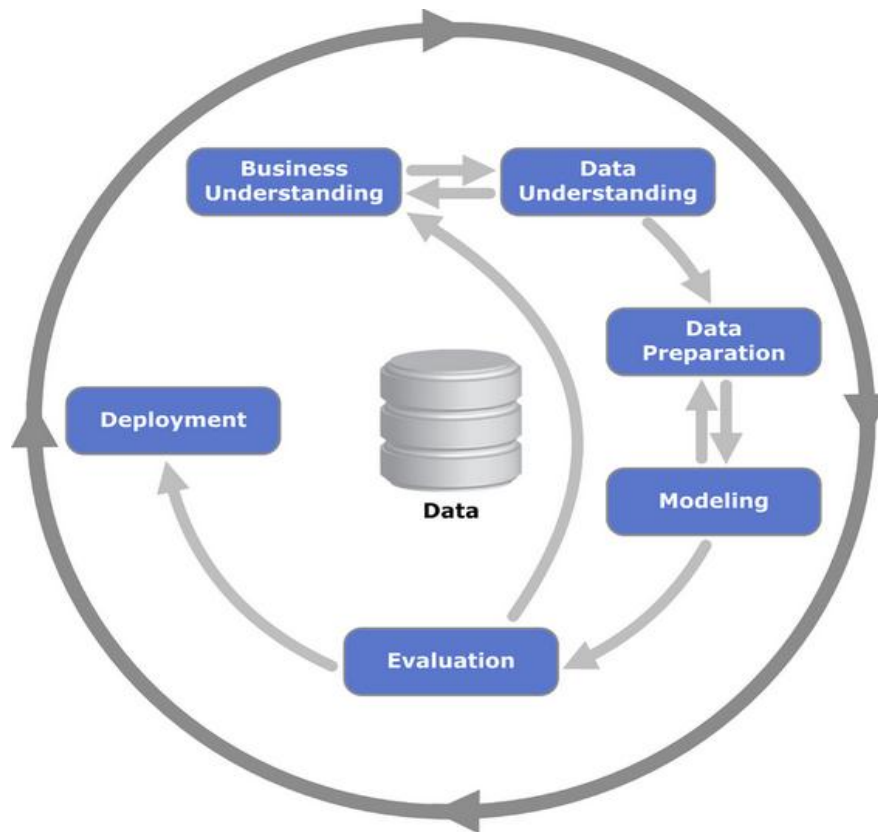 Business
Understanding
Data
Understanding
Data
Preparation
Deployment
Modeling
Data
Evaluation